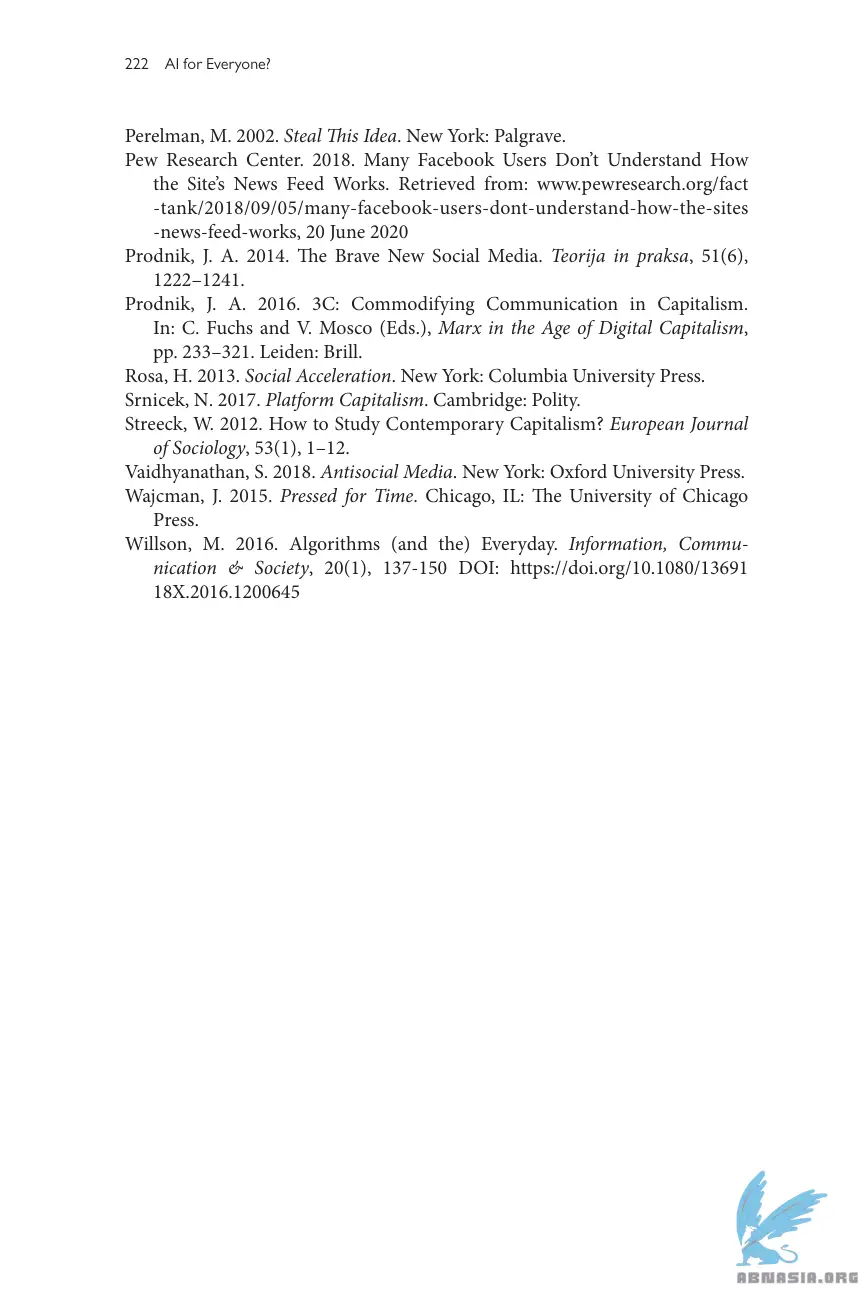 222 AI for Everyone?
Perelman, M. 2002. Steal This Idea. New York: Palgrave.
Pew Research Center. 2018. Many Facebook Users Don’t Understand How
the Site’s News Feed Works. Retrieved from: www.pewresearch.org/fact
-tank/2018/09/05/many-facebook-users-dont-understand-how-the-sites
-news-feed-works, 20 June 2020
Prodnik, J. A. 2014. The Brave New Social Media. Teorija in praksa, 51(6),
1222–1241.
Prodnik, J. A. 2016. 3C: Commodifying Communication in Capitalism.
In: C. Fuchs and V. Mosco (Eds.), Marx in the Age of Digital Capitalism,
pp. 233–321. Leiden: Brill.
Rosa, H. 2013. Social Acceleration. New York: Columbia University Press.
Srnicek, N. 2017. Platform Capitalism. Cambridge: Polity.
Streeck, W. 2012. How to Study Contemporary Capitalism? European Journal
of Sociology, 53(1), 1–12.
Vaidhyanathan, S. 2018. Antisocial Media. New York: Oxford University Press.
Wajcman, J. 2015. Pressed for Time. Chicago, IL: The University of Chicago
Press.
Willson, M. 2016. Algorithms (and the) Everyday. Information, Commu-
nication & Society, 20(1), 137-150 DOI: https://doi.org/10.1080/13691
18X.2016.1200645
ABNASIA.ORG